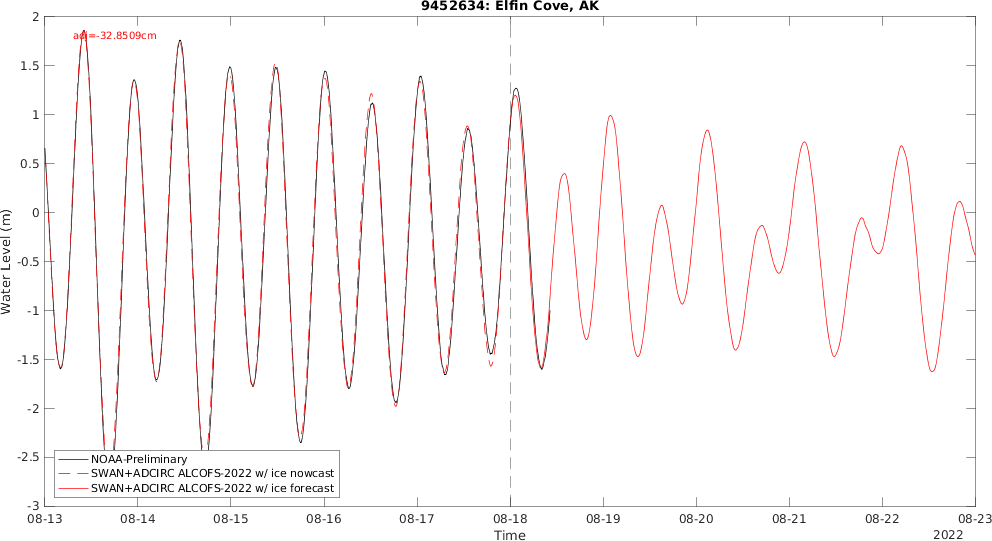 9452634: Elfin Cove, AK
adj=-32.8509cm
Water Level (m)
2
1.5
1
0.5
0
-0.5
-1
-1.5
-2
-2.5
-3
NOAA-Preliminary
SWAN+ADCIRC ALCOFS-2022 w/ ice nowcast
SWAN+ADCIRC ALCOFS-2022 w/ ice forecast
08-13 08-14 08-15 08-16 08-17 08-18 08-19 08-20 08-21 08-22 08-23
Time
2022